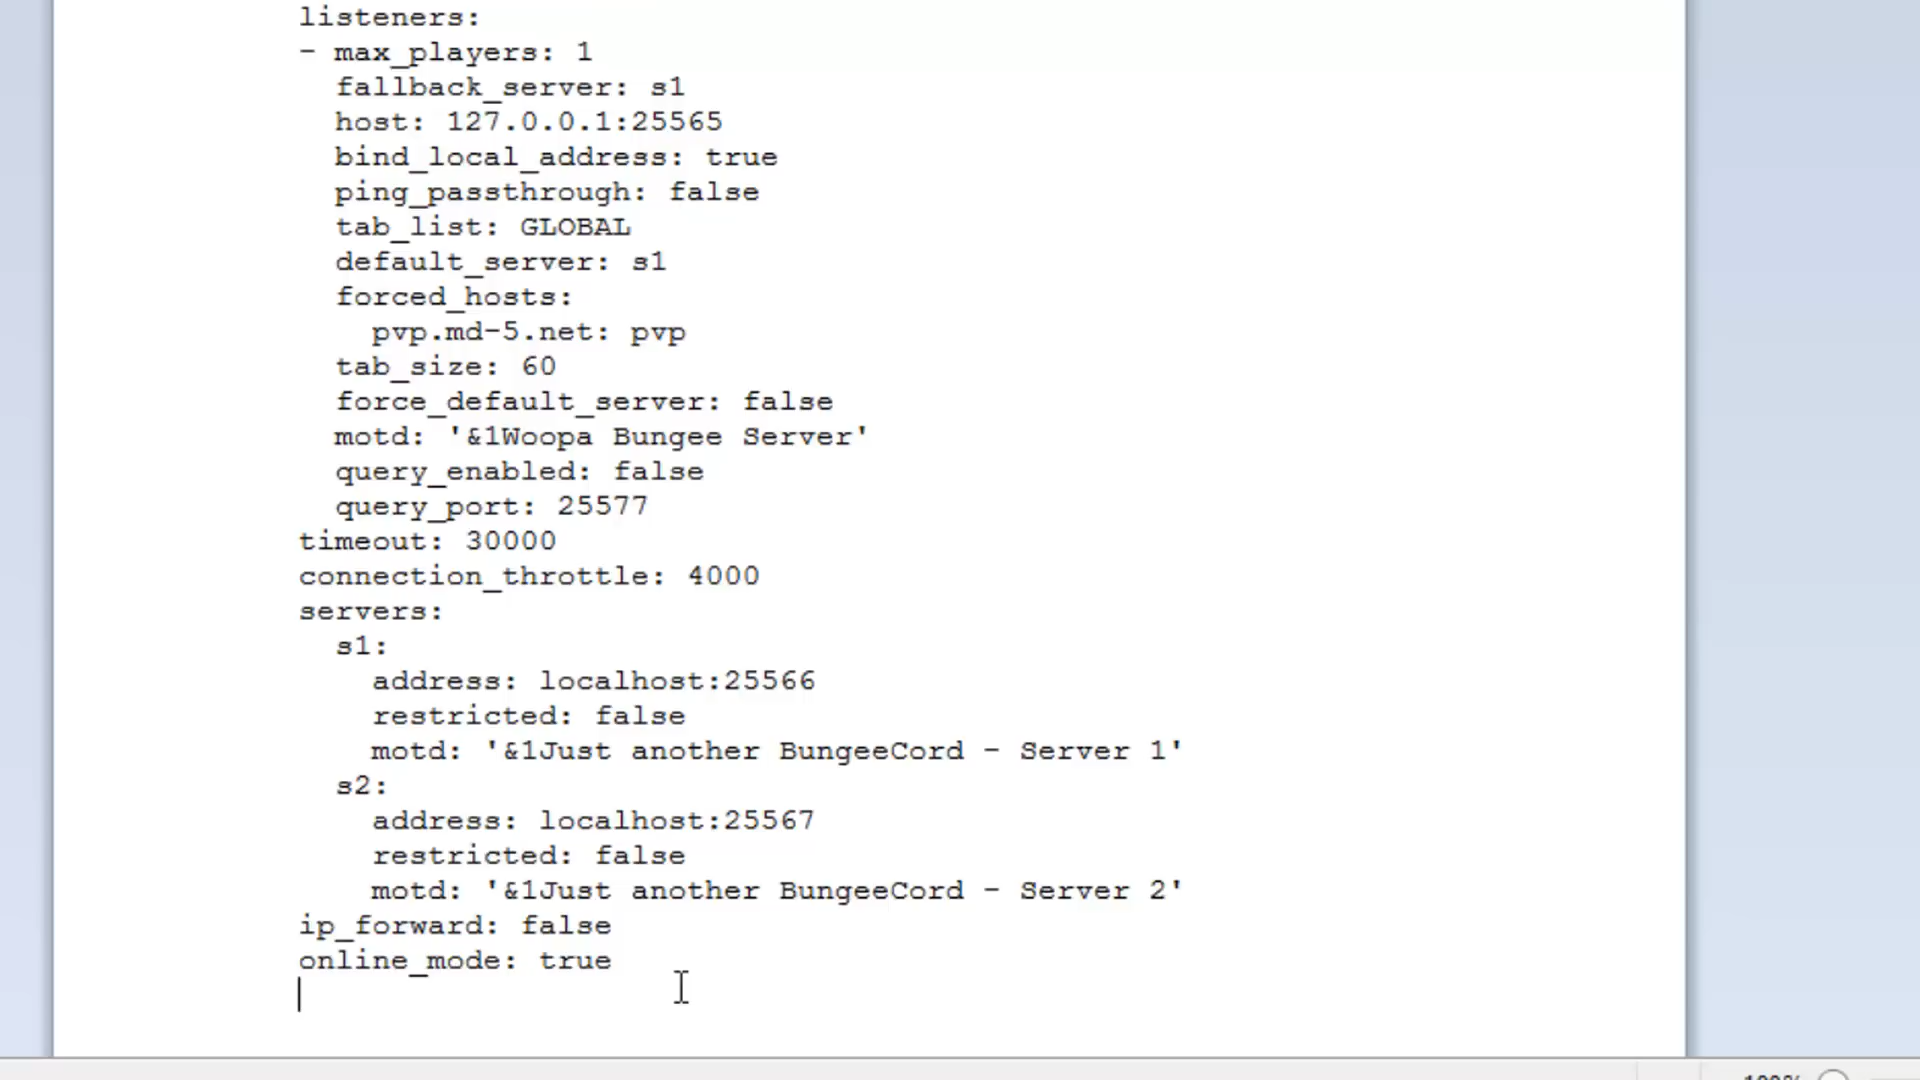 listeners:
- max_players: 1
  fallback_server: s1
  host: 127.0.0.1:25565
  bind_local_address: true
  ping_passthrough: false
  tab_list: GLOBAL
  default_server: s1
  forced_hosts:
    pvp.md-5.net: pvp
  tab_size: 60
  force_default_server: false
  motd: '&1Woopa Bungee Server'
  query_enabled: false
  query_port: 25577
timeout: 30000
connection_throttle: 4000
servers:
  s1:
    address: localhost:25566
    restricted: false
    motd: '&1Just another BungeeCord - Server 1'
  s2:
    address: localhost:25567
    restricted: false
    motd: '&1Just another BungeeCord - Server 2'
ip_forward: false
online_mode: true